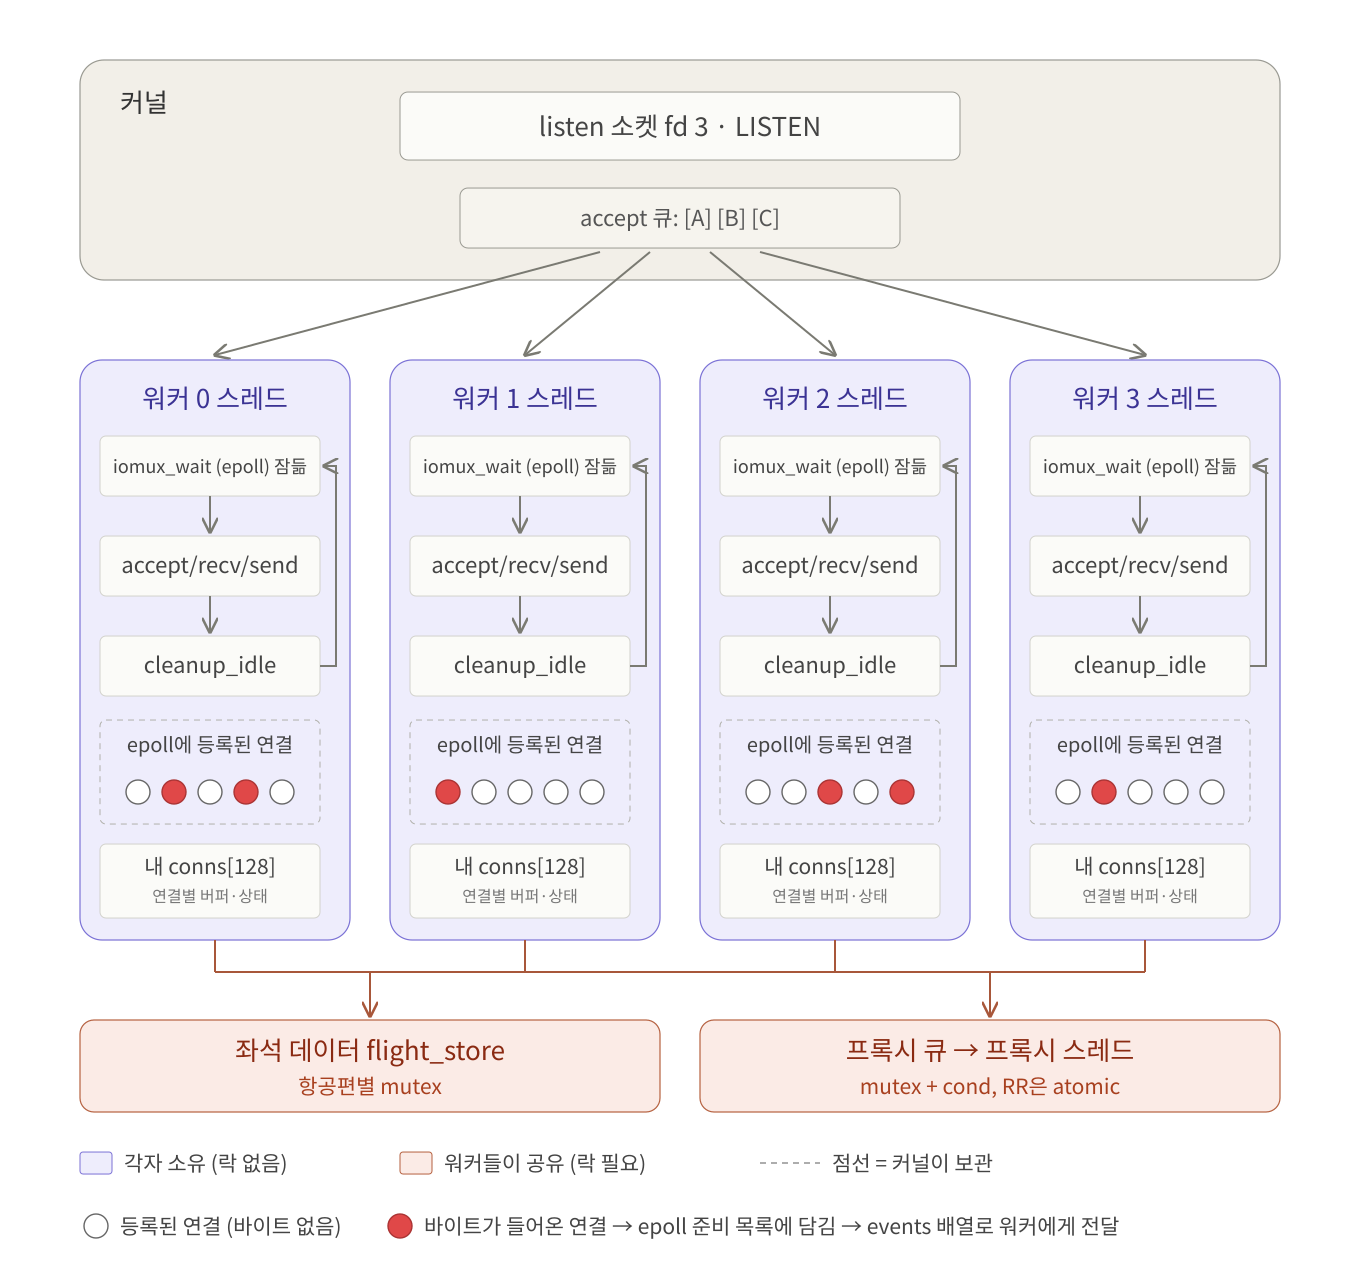 커널
listen 소켓 fd 3 · LISTEN
accept 큐: [A] [B] [C]
워커 0 스레드
iomux_wait (epoll) 잠듦
accept/recv/send
cleanup_idle
epoll에 등록된 연결
내 conns[128]
연결별 버퍼·상태
워커 1 스레드
iomux_wait (epoll) 잠듦
accept/recv/send
cleanup_idle
epoll에 등록된 연결
내 conns[128]
연결별 버퍼·상태
워커 2 스레드
iomux_wait (epoll) 잠듦
accept/recv/send
cleanup_idle
epoll에 등록된 연결
내 conns[128]
연결별 버퍼·상태
워커 3 스레드
iomux_wait (epoll) 잠듦
accept/recv/send
cleanup_idle
epoll에 등록된 연결
내 conns[128]
연결별 버퍼·상태
좌석 데이터 flight_store
항공편별 mutex
프록시 큐 → 프록시 스레드
mutex + cond, RR은 atomic
각자 소유 (락 없음)
워커들이 공유 (락 필요)
점선 = 커널이 보관
등록된 연결 (바이트 없음)
바이트가 들어온 연결 → epoll 준비 목록에 담김 → events 배열로 워커에게 전달